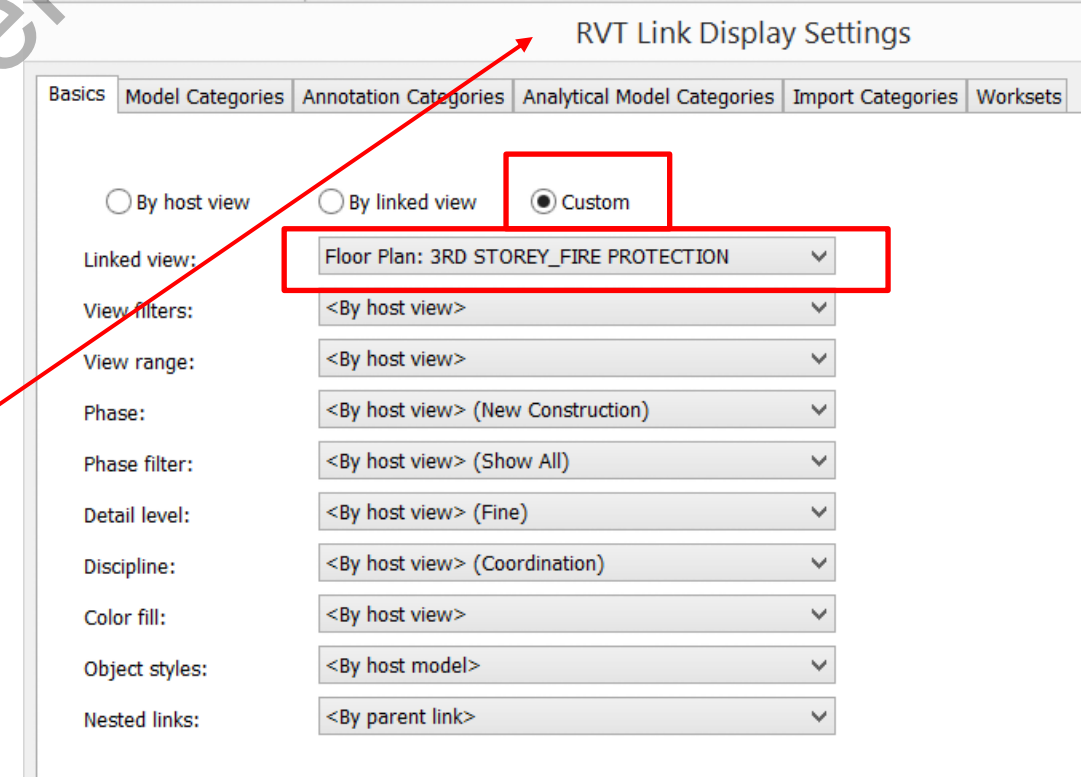 RVT Link Display Settings
Basics Model Categories Annotation Categories Analytical Model Categories Import Categories Worksets
By host view By linked view Custom
Linked view: Floor Plan: 3RD STOREY_FIRE PROTECTION
View filters: <By host view>
View range: <By host view>
Phase: <By host view> (New Construction)
Phase filter: <By host view> (Show All)
Detail level: <By host view> (Fine)
Discipline: <By host view> (Coordination)
Color fill: <By host view>
Object styles: <By host model>
Nested links: <By parent link>